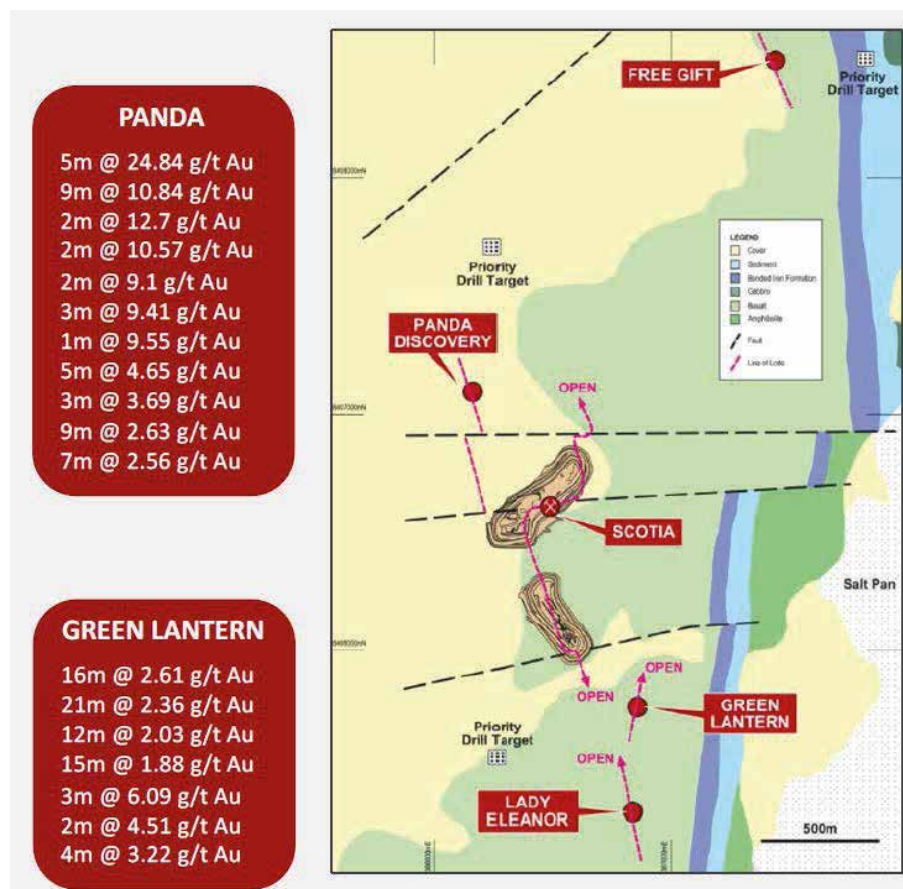 PANDA
5m @ 24.84 g/t Au
9m @ 10.84 g/t Au
2m @ 12.7 g/t Au
2m @ 10.57 g/t Au
2m @ 9.1 g/t Au
3m @ 9.41 g/t Au
1m @ 9.55 g/t Au
5m @ 4.65 g/t Au
3m @ 3.69 g/t Au
9m @ 2.63 g/t Au
7m @ 2.56 g/t Au
GREEN LANTERN
16m @ 2.61 g/t Au
21m @ 2.36 g/t Au
12m @ 2.03 g/t Au
15m @ 1.88 g/t Au
3m @ 6.09 g/t Au
2m @ 4.51 g/t Au
4m @ 3.22 g/t Au
FREE GIFT
Priority
Drill Target
LEGEND
Cover
Sediment
Banded Iron Formation
Gabbro
Basalt
Amphibolite
Fault
Line of Lode
Priority
Drill Target
PANDA
DISCOVERY
OPEN
SCOTIA
Salt Pan
OPEN
OPEN
GREEN
LANTERN
Priority
Drill Target
OPEN
LADY
ELEANOR
500m